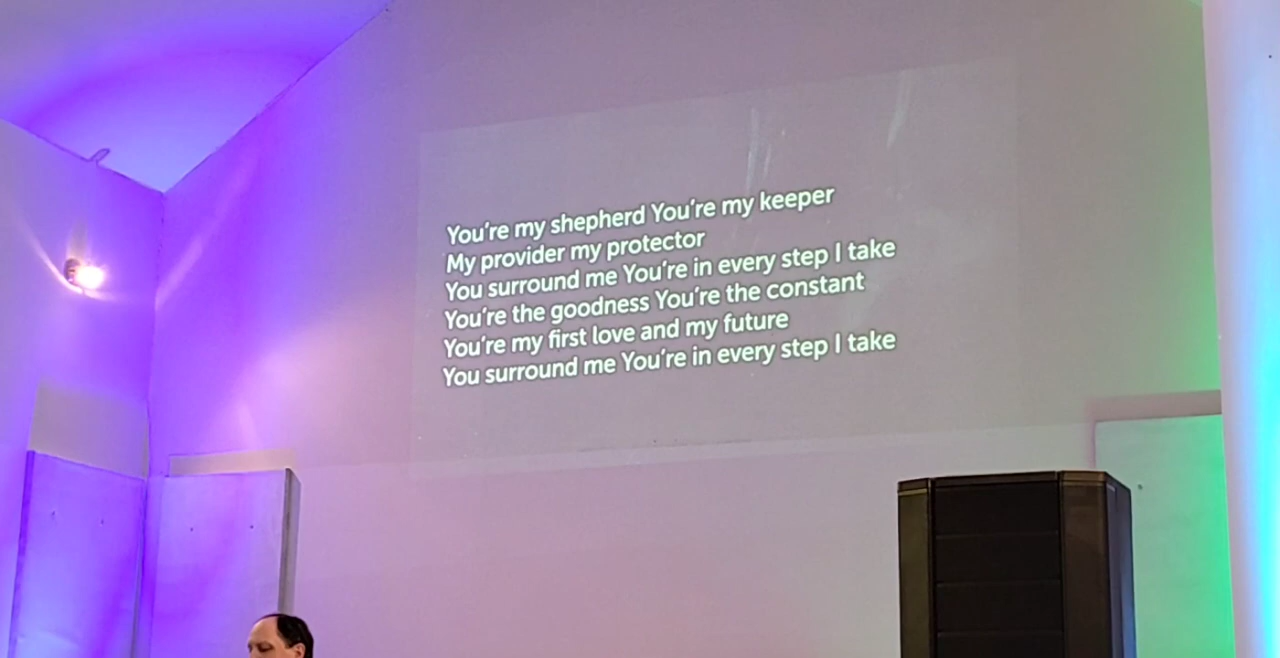 You're my shepherd You're my keeper
My provider my protector
You surround me You're in every step I take
You're the goodness You're the constant
You're my first love and my future
You surround me You're in every step I take